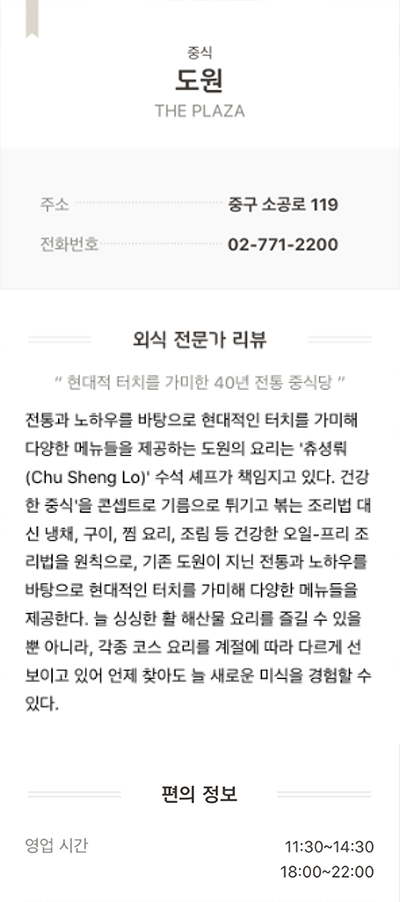 중식
도원
THE PLAZA
주소 중구 소공로 119
전화번호 02-771-2200
외식 전문가 리뷰
“ 현대적 터치를 가미한 40년 전통 중식당 ”
전통과 노하우를 바탕으로 현대적인 터치를 가미해
다양한 메뉴들을 제공하는 도원의 요리는 '츄셩뤄
(Chu Sheng Lo)' 수석 셰프가 책임지고 있다. 건강
한 중식'을 콘셉트로 기름으로 튀기고 볶는 조리법 대
신 냉채, 구이, 찜 요리, 조림 등 건강한 오일-프리 조
리법을 원칙으로, 기존 도원이 지닌 전통과 노하우를
바탕으로 현대적인 터치를 가미해 다양한 메뉴들을
제공한다. 늘 싱싱한 활 해산물 요리를 즐길 수 있을
뿐 아니라, 각종 코스 요리를 계절에 따라 다르게 선
보이고 있어 언제 찾아도 늘 새로운 미식을 경험할 수
있다.
편의 정보
영업 시간 11:30~14:30
18:00~22:00